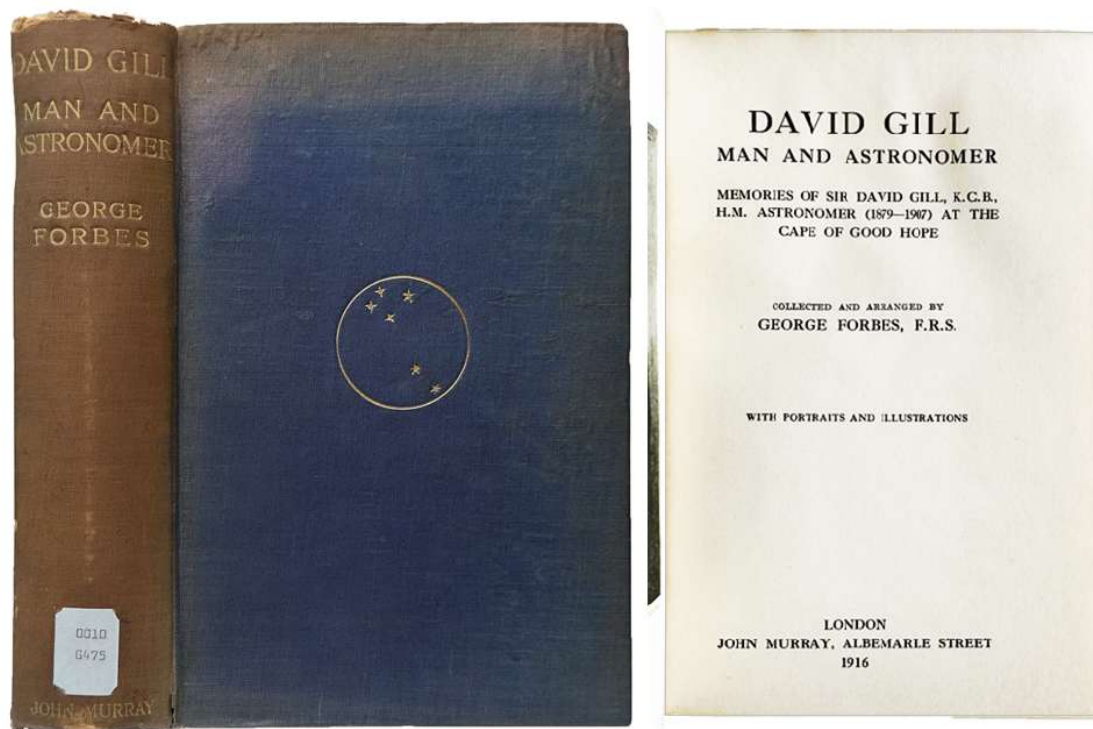 DAVID GILL
MAN AND
ASTRONOMER
GEORGE
FORBES
0010
G475
JOHN MURRAY
DAVID GILL
MAN AND ASTRONOMER
MEMORIES OF SIR DAVID GILL, K.C.B.,
H.M. ASTRONOMER (1879—1907) AT THE
CAPE OF GOOD HOPE
COLLECTED AND ARRANGED BY
GEORGE FORBES, F.R.S.
WITH PORTRAITS AND ILLUSTRATIONS
LONDON
JOHN MURRAY, ALBEMARLE STREET
1916